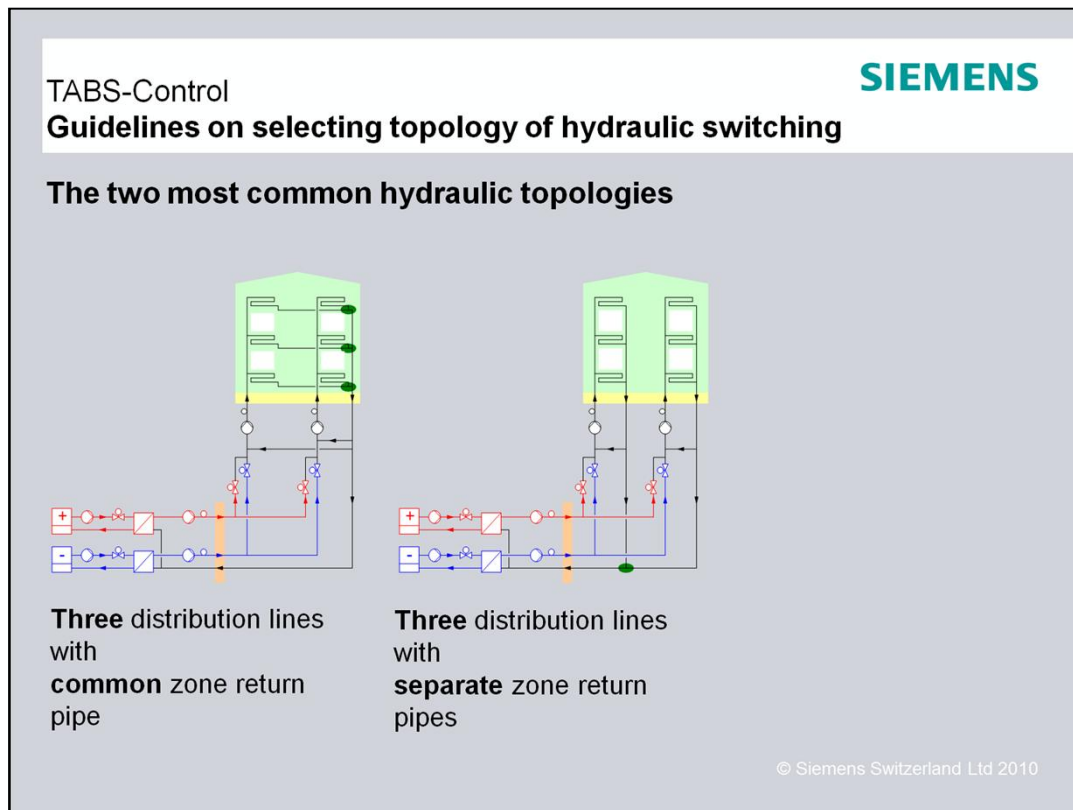 SIEMENS
TABS-Control
Guidelines on selecting topology of hydraulic switching
The two most common hydraulic topologies
+
-
+
-
Three distribution lines
with
common zone return
pipe
Three distribution lines
with
separate zone return
pipes
© Siemens Switzerland Ltd 2010